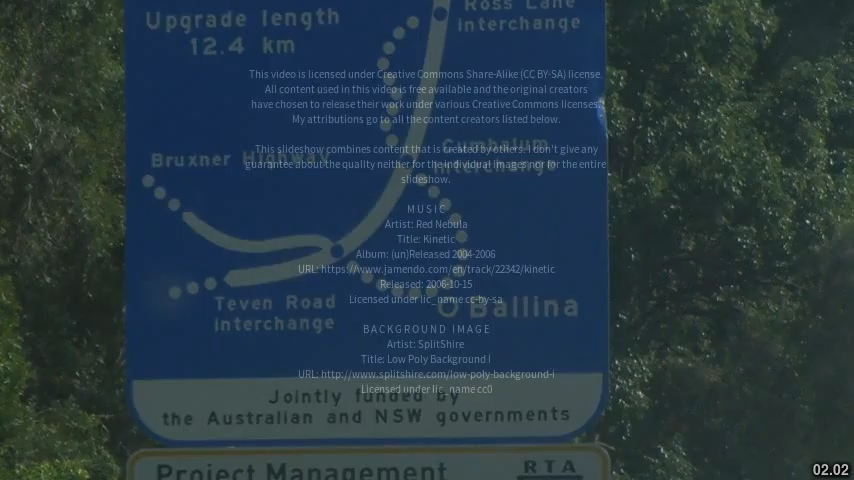 Upgrade length
12.4 km
Ross Lane
interchange
Bruxner Highway
Cumbalum
interchange
Teven Road
interchange
Ballina
Jointly funded by
the Australian and NSW governments
Project Management
RTA
This video is licensed under Creative Commons Share-Alike (CC BY-SA) license.
All content used in this video is free available and the original creators
have chosen to release their work under various Creative Commons licenses.
My attributions go to all the content creators listed below.
This slideshow combines content that is created by others. I don't give any
guarantee about the quality neither for the individual images nor for the entire
slideshow.
MUSIC
Artist: Red Nebula
Title: Kinetic
Album: (un)Released 2004-2006
URL: https://www.jamendo.com/en/track/22342/kinetic
Released: 2006-10-15
Licensed under lic_name cc-by-sa
BACKGROUND IMAGE
Artist: SplitShire
Title: Low Poly Background I
URL: http://www.splitshire.com/low-poly-background-i
Licensed under lic_name cc0
02.02